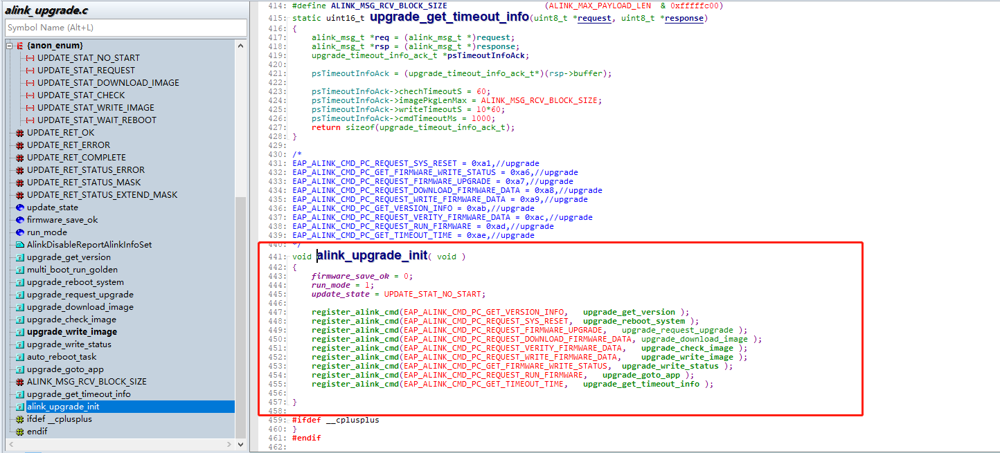 alink_upgrade.c
Symbol Name (Alt+L)
{anon_enum}
UPDATE_STAT_NO_START
UPDATE_STAT_REQUEST
UPDATE_STAT_DOWNLOAD_IMAGE
UPDATE_STAT_CHECK
UPDATE_STAT_WRITE_IMAGE
UPDATE_STAT_WAIT_REBOOT
UPDATE_RET_OK
UPDATE_RET_ERROR
UPDATE_RET_COMPLETE
UPDATE_RET_STATUS_ERROR
UPDATE_RET_STATUS_MASK
UPDATE_RET_STATUS_EXTEND_MASK
update_state
firmware_save_ok
run_mode
AlinkDisableReportAlinkInfoSet
upgrade_get_version
multi_boot_run_golden
upgrade_reboot_system
upgrade_request_upgrade
upgrade_download_image
upgrade_check_image
upgrade_write_image
upgrade_write_status
auto_reboot_task
upgrade_goto_app
ALINK_MSG_RCV_BLOCK_SIZE
upgrade_get_timeout_info
alink_upgrade_init
ifdef __cplusplus
endif
414: #define ALINK_MSG_RCV_BLOCK_SIZE (ALINK_MAX_PAYLOAD_LEN & 0xfffffc00)
415: static uint16_t upgrade_get_timeout_info(uint8_t *request, uint8_t *response)
416: {
417: alink_msg_t *req = (alink_msg_t *)request;
418: alink_msg_t *rsp = (alink_msg_t *)response;
419: upgrade_timeout_info_ack_t *psTimeoutInfoAck;
420:
421: psTimeoutInfoAck = (upgrade_timeout_info_ack_t*)(rsp->buffer);
422:
423: psTimeoutInfoAck->chechTimeoutS = 60;
424: psTimeoutInfoAck->imagePkgLenMax = ALINK_MSG_RCV_BLOCK_SIZE;
425: psTimeoutInfoAck->writeTimeoutS = 10*60;
426: psTimeoutInfoAck->cmdTimeoutMs = 1000;
427: return sizeof(upgrade_timeout_info_ack_t);
428: }
429:
430: /*
431: EAP_ALINK_CMD_PC_REQUEST_SYS_RESET = 0xa1,//upgrade
432: EAP_ALINK_CMD_PC_GET_FIRMWARE_WRITE_STATUS = 0xa6,//upgrade
433: EAP_ALINK_CMD_PC_REQUEST_FIRMWARE_UPGRADE = 0xa7,//upgrade
434: EAP_ALINK_CMD_PC_REQUEST_DOWNLOAD_FIRMWARE_DATA = 0xa8,//upgrade
435: EAP_ALINK_CMD_PC_REQUEST_WRITE_FIRMWARE_DATA = 0xa9,//upgrade
436: EAP_ALINK_CMD_PC_GET_VERSION_INFO = 0xab,//upgrade
437: EAP_ALINK_CMD_PC_REQUEST_VERITY_FIRMWARE_DATA = 0xac,//upgrade
438: EAP_ALINK_CMD_PC_REQUEST_RUN_FIRMWARE = 0xad,//upgrade
439: EAP_ALINK_CMD_PC_GET_TIMEOUT_TIME = 0xae,//upgrade
440: */
441: void alink_upgrade_init( void )
442: {
443: firmware_save_ok = 0;
444: run_mode = 1;
445: update_state = UPDATE_STAT_NO_START;
446:
447: register_alink_cmd(EAP_ALINK_CMD_PC_GET_VERSION_INFO, upgrade_get_version );
448: register_alink_cmd(EAP_ALINK_CMD_PC_REQUEST_SYS_RESET, upgrade_reboot_system );
449: register_alink_cmd(EAP_ALINK_CMD_PC_REQUEST_FIRMWARE_UPGRADE, upgrade_request_upgrade );
450: register_alink_cmd(EAP_ALINK_CMD_PC_REQUEST_DOWNLOAD_FIRMWARE_DATA, upgrade_download_image );
451: register_alink_cmd(EAP_ALINK_CMD_PC_REQUEST_VERITY_FIRMWARE_DATA, upgrade_check_image );
452: register_alink_cmd(EAP_ALINK_CMD_PC_REQUEST_WRITE_FIRMWARE_DATA, upgrade_write_image );
453: register_alink_cmd(EAP_ALINK_CMD_PC_GET_FIRMWARE_WRITE_STATUS, upgrade_write_status );
454: register_alink_cmd(EAP_ALINK_CMD_PC_REQUEST_RUN_FIRMWARE, upgrade_goto_app );
455: register_alink_cmd(EAP_ALINK_CMD_PC_GET_TIMEOUT_TIME, upgrade_get_timeout_info );
456:
457: }
458:
459: #ifdef __cplusplus
460: }
461: #endif
462: